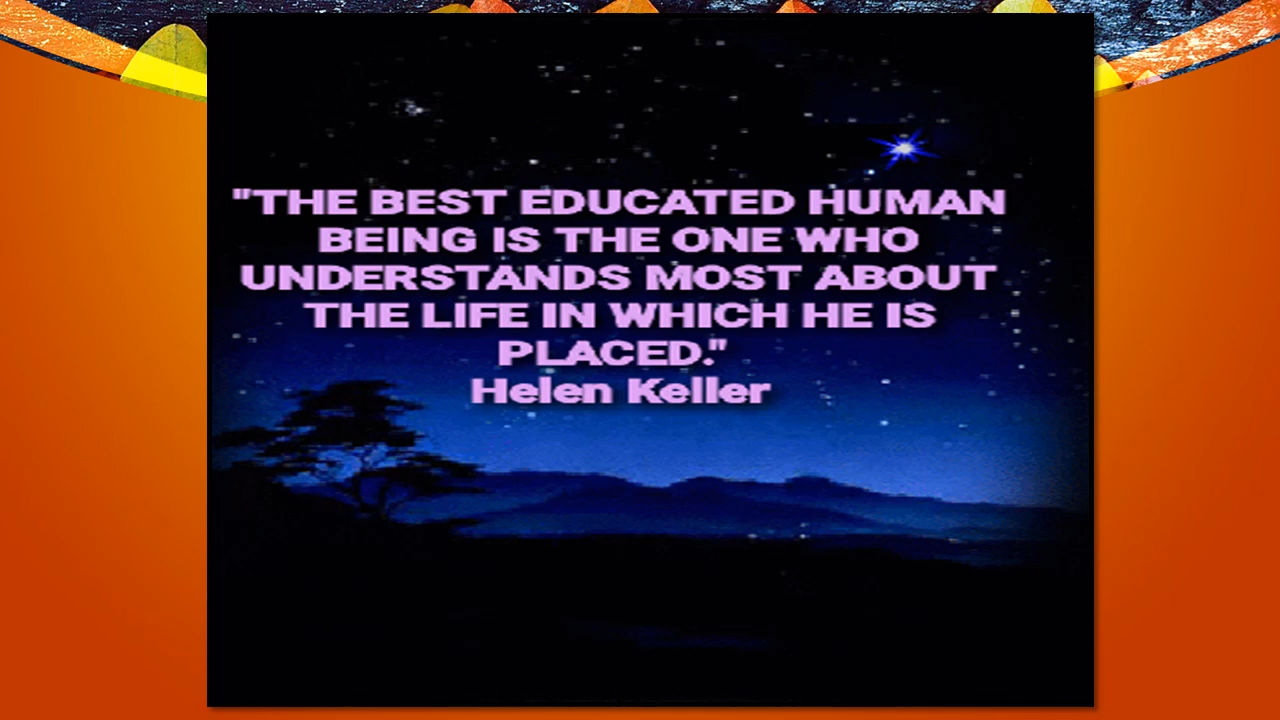 "THE BEST EDUCATED HUMAN
BEING IS THE ONE WHO
UNDERSTANDS MOST ABOUT
THE LIFE IN WHICH HE IS
PLACED."
Helen Keller